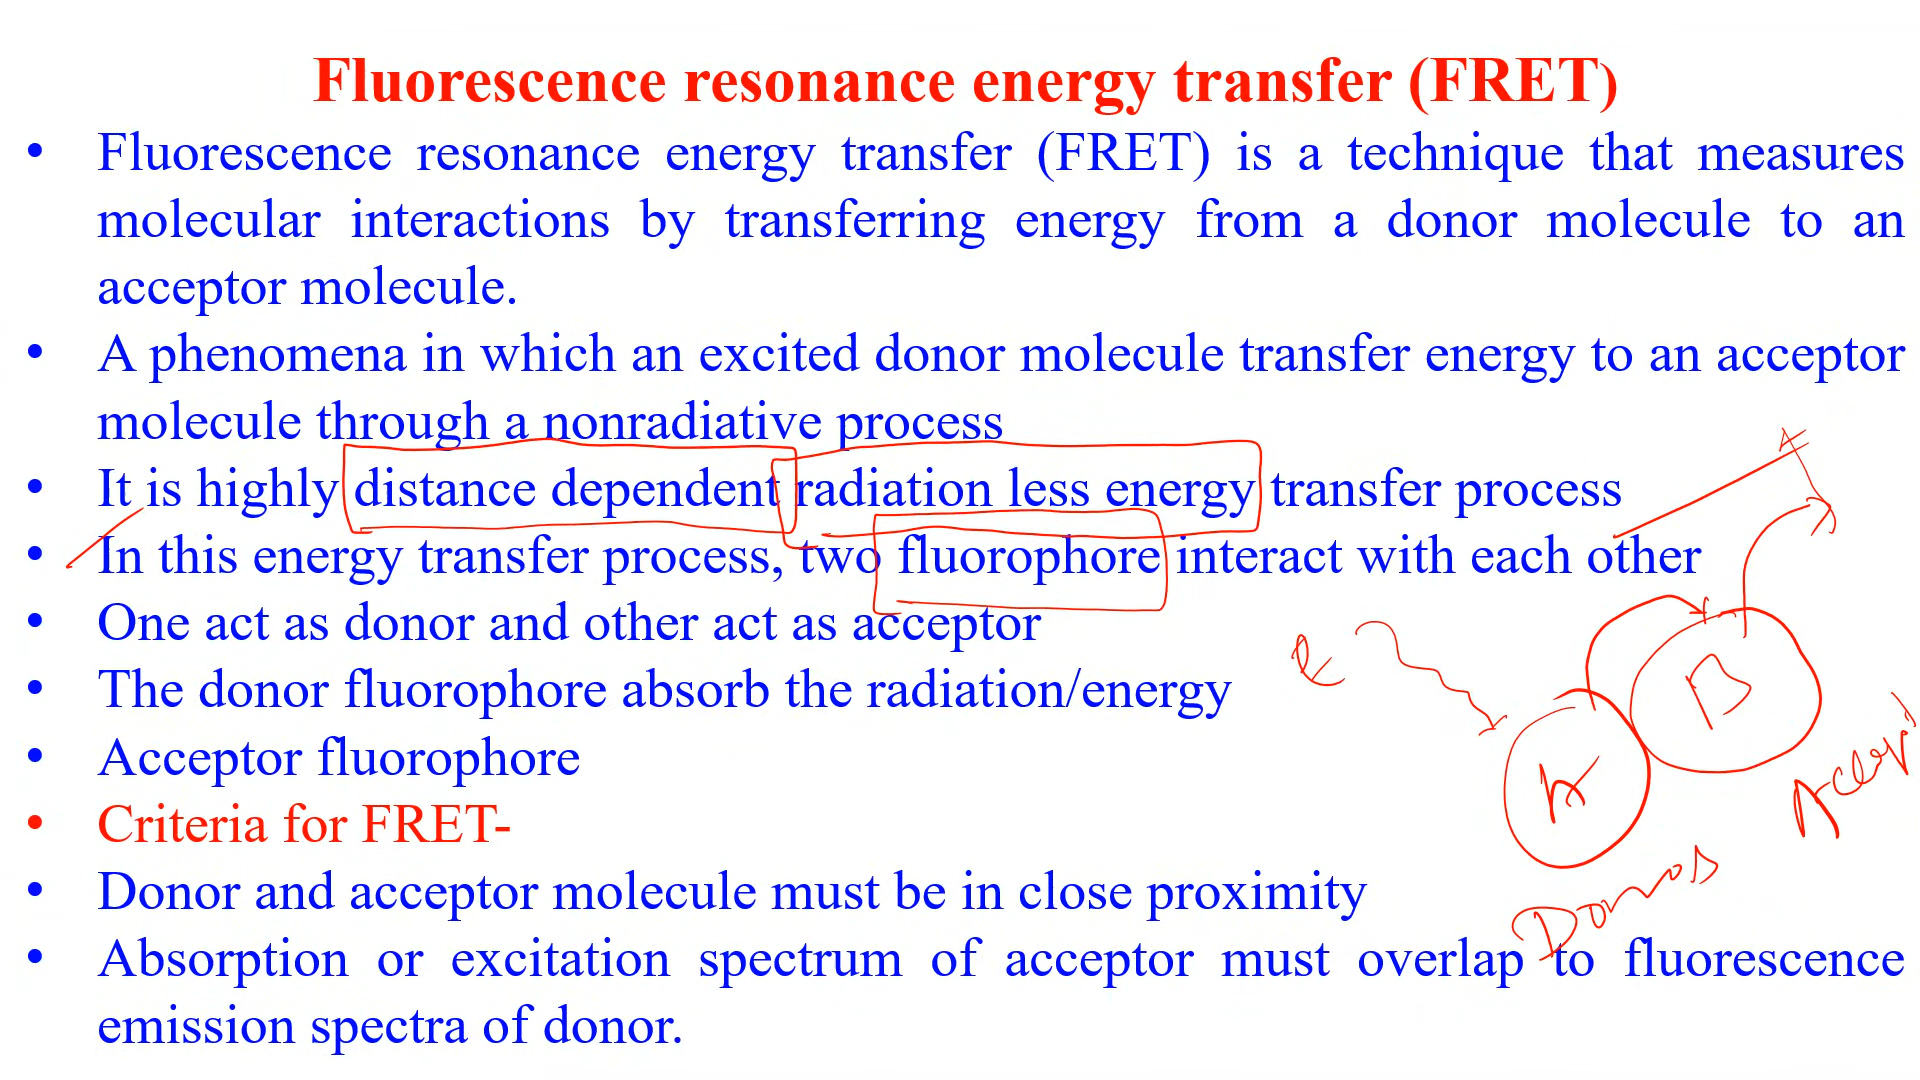 Fluorescence resonance energy transfer (FRET)
• Fluorescence resonance energy transfer (FRET) is a technique that measures
molecular interactions by transferring energy from a donor molecule to an
acceptor molecule.
• A phenomena in which an excited donor molecule transfer energy to an acceptor
molecule through a nonradiative process
• It is highly distance dependent radiation less energy transfer process
• In this energy transfer process, two fluorophore interact with each other
• One act as donor and other act as acceptor
• The donor fluorophore absorb the radiation/energy
• Acceptor fluorophore
• Criteria for FRET-
• Donor and acceptor molecule must be in close proximity
• Absorption or excitation spectrum of acceptor must overlap to fluorescence
emission spectra of donor.
A
B
Donor